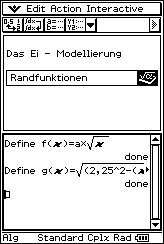 Edit Action Interactive
Das Ei - Modellierung
Randfunktionen
Define f(x)=a×√x
done
Define g(x)=√(2,25^2-(x
done
Alg Standard Cplx Rad